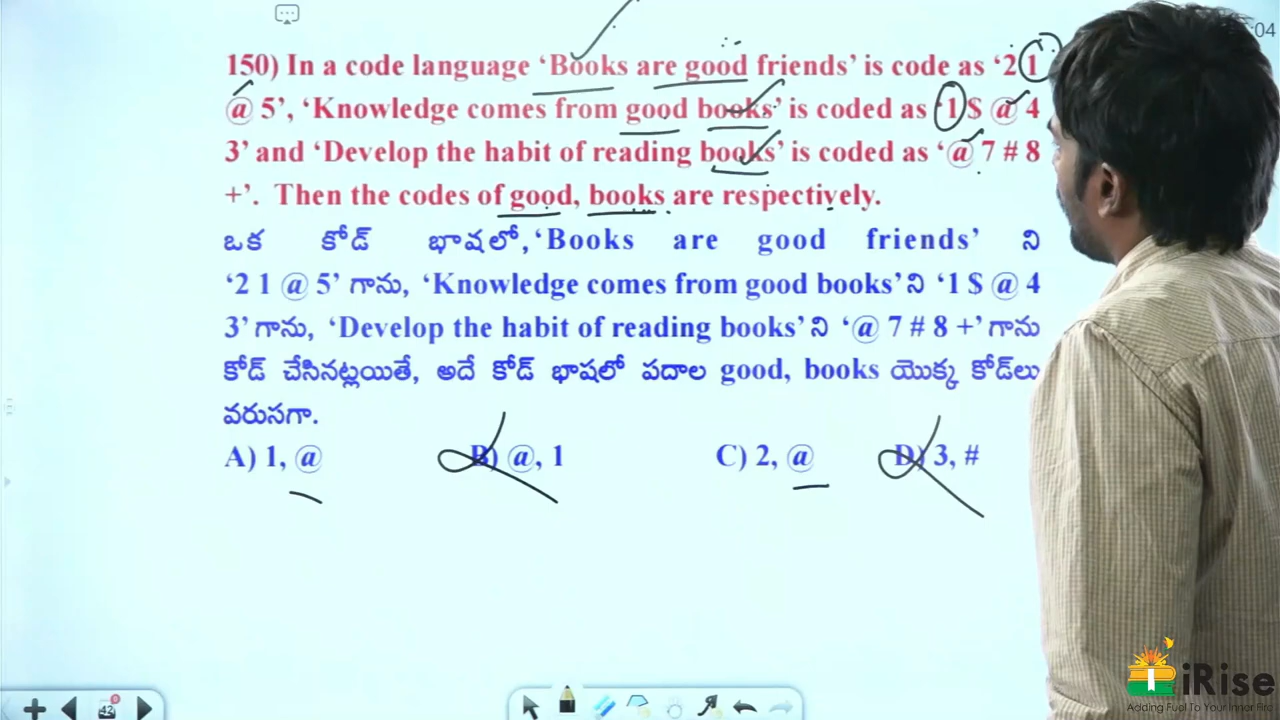 :04
150) In a code language ‘Books are good friends’ is code as ‘2 1
@ 5’, ‘Knowledge comes from good books’ is coded as ‘1 $ @ 4
3’ and ‘Develop the habit of reading books’ is coded as ‘@ 7 # 8
+’. Then the codes of good, books are respectively.
ఒక కోడ్ భాషలో, ‘Books are good friends’ ని
‘2 1 @ 5’ గాను, ‘Knowledge comes from good books’ ని ‘1 $ @ 4
3’ గాను, ‘Develop the habit of reading books’ ని ‘@ 7 # 8 +’ గాను
కోడ్ చేసినట్లయితే, అదే కోడ్ భాషలో పదాల good, books యొక్క కోడ్‌లు
వరుసగా.
A) 1, @ B) @, 1 C) 2, @ D) 3, #
42
iRise
Adding Fuel To Your Inner Fire